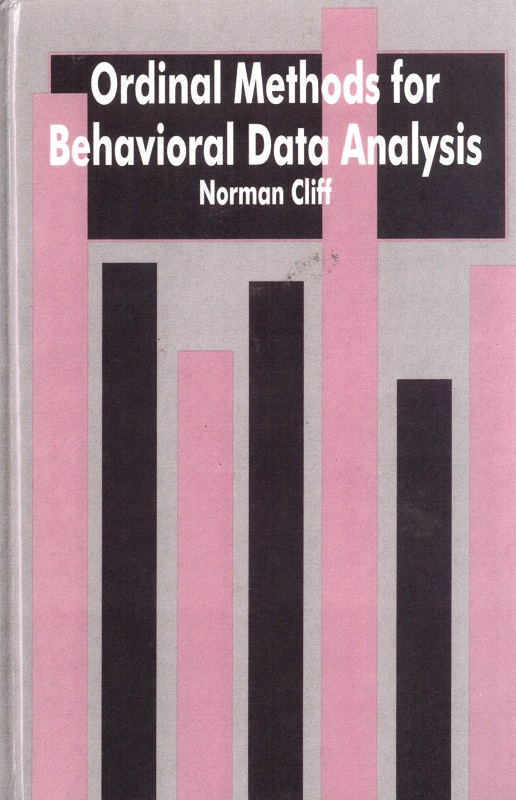 Ordinal Methods for
Behavioral Data Analysis
Norman Cliff